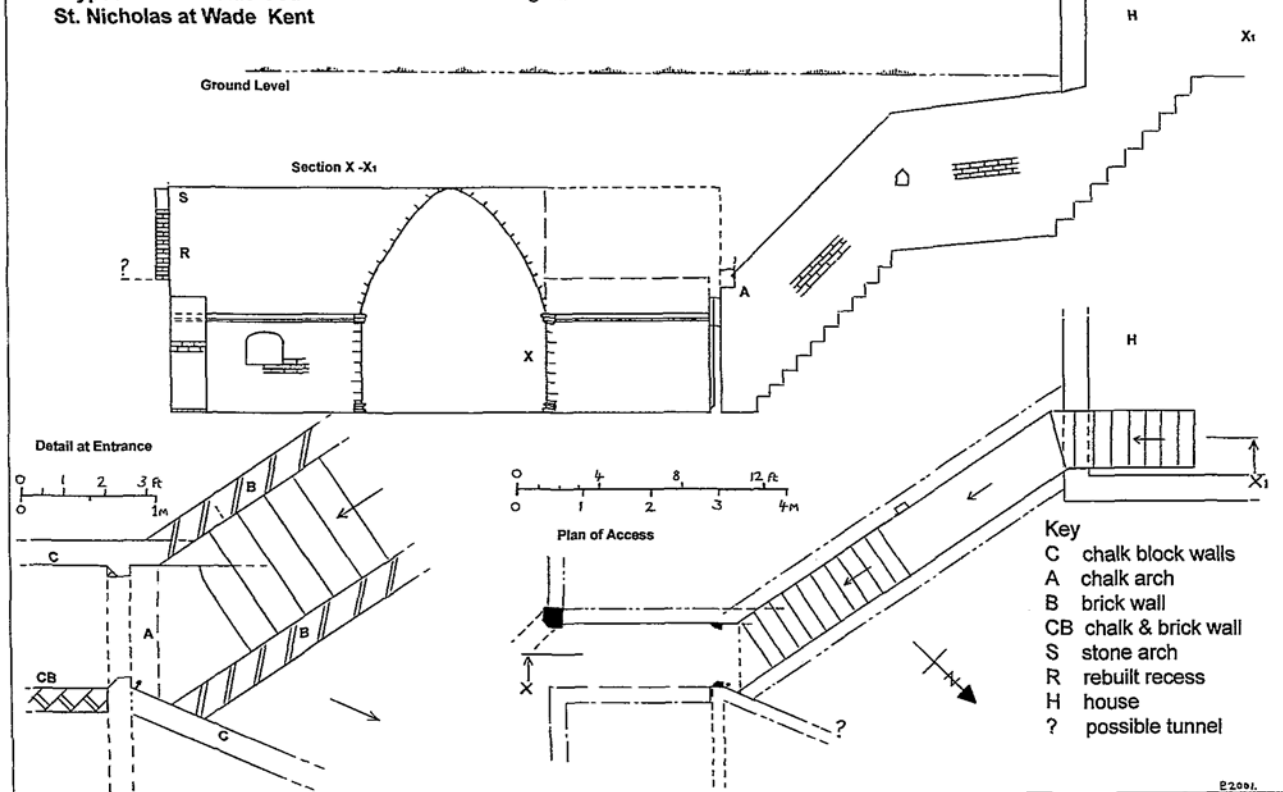 St. Nicholas at Wade Kent
H
X1
Ground Level
Section X -X1
S
R
?
A
X
H
Detail at Entrance
0 1 2 3 ft
0 1M
B
C
A
B
CB
C
0 4 8 12 ft
0 1 2 3 4M
Plan of Access
X
?
X1
Key
C chalk block walls
A chalk arch
B brick wall
CB chalk & brick wall
S stone arch
R rebuilt recess
H house
? possible tunnel
P2001.